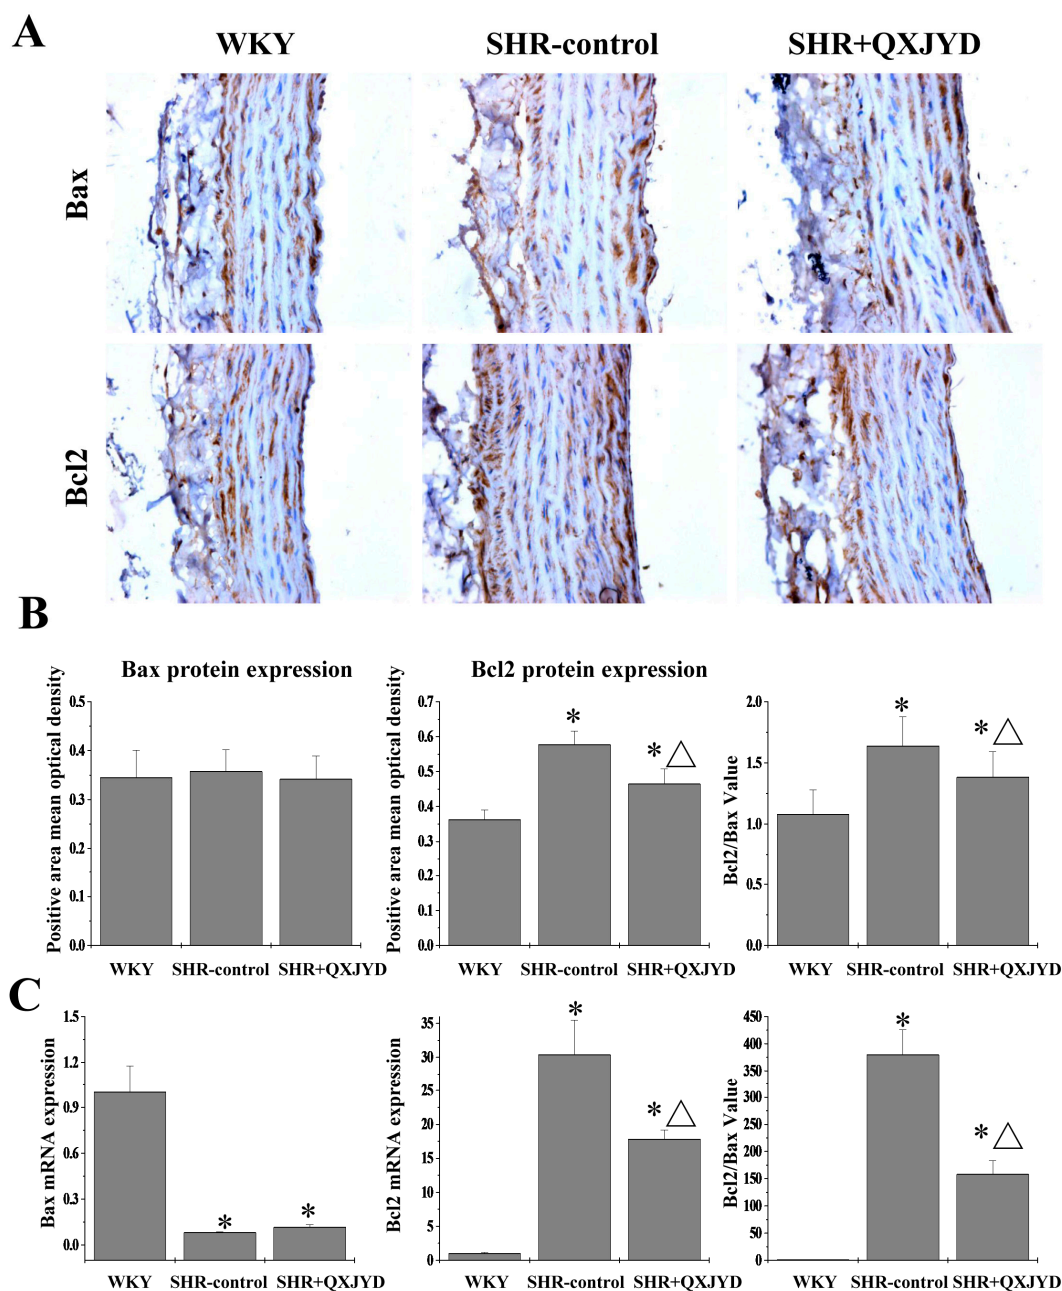 A
WKY SHR-control SHR+QXJYD
Bax
Bcl2
B
Bax protein expression
Positive area mean optical density
0.5
0.4
0.3
0.2
0.1
0.0
WKY SHR-control SHR+QXJYD
Bcl2 protein expression
Positive area mean optical density
0.7
0.6
0.5
0.4
0.3
0.2
0.1
0.0
* * △
WKY SHR-control SHR+QXJYD
Bcl2/Bax Value
2.0
1.5
1.0
0.5
0.0
* * △
WKY SHR-control SHR+QXJYD
C
Bax mRNA expression
1.5
1.2
0.9
0.6
0.3
0.0
* *
WKY SHR-control SHR+QXJYD
Bcl2 mRNA expression
35
30
25
20
15
10
5
0
* * △
WKY SHR-control SHR+QXJYD
Bcl2/Bax Value
450
400
350
300
250
200
150
100
50
0
* * △
WKY SHR-control SHR+QXJYD